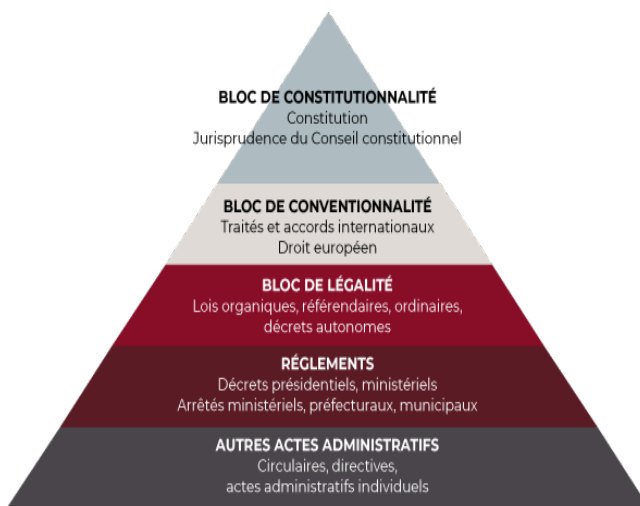 BLOC DE CONSTITUTIONNALITÉ
Constitution
Jurisprudence du Conseil constitutionnel
BLOC DE CONVENTIONNALITÉ
Traités et accords internationaux
Droit européen
BLOC DE LÉGALITÉ
Lois organiques, référendaires, ordinaires,
décrets autonomes
RÉGLEMENTS
Décrets présidentiels, ministériels
Arrêtés ministériels, préfecturaux, municipaux
AUTRES ACTES ADMINISTRATIFS
Circulaires, directives,
actes administratifs individuels